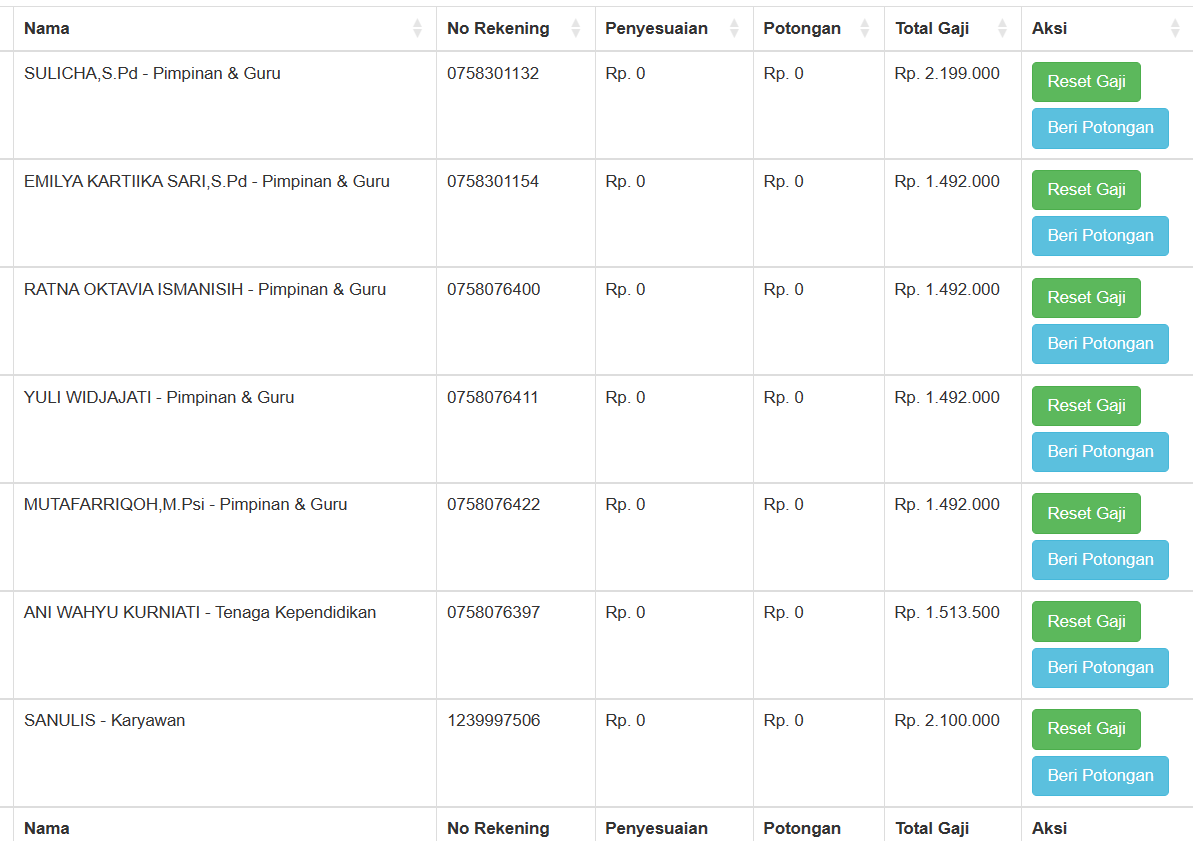 Nama No Rekening Penyesuaian Potongan Total Gaji Aksi
SULICHA,S.Pd - Pimpinan & Guru 0758301132 Rp. 0 Rp. 0 Rp. 2.199.000 Reset Gaji
Beri Potongan
EMILYA KARTIIKA SARI,S.Pd - Pimpinan & Guru 0758301154 Rp. 0 Rp. 0 Rp. 1.492.000 Reset Gaji
Beri Potongan
RATNA OKTAVIA ISMANISIH - Pimpinan & Guru 0758076400 Rp. 0 Rp. 0 Rp. 1.492.000 Reset Gaji
Beri Potongan
YULI WIDJAJATI - Pimpinan & Guru 0758076411 Rp. 0 Rp. 0 Rp. 1.492.000 Reset Gaji
Beri Potongan
MUTAFARRIQOH,M.Psi - Pimpinan & Guru 0758076422 Rp. 0 Rp. 0 Rp. 1.492.000 Reset Gaji
Beri Potongan
ANI WAHYU KURNIATI - Tenaga Kependidikan 0758076397 Rp. 0 Rp. 0 Rp. 1.513.500 Reset Gaji
Beri Potongan
SANULIS - Karyawan 1239997506 Rp. 0 Rp. 0 Rp. 2.100.000 Reset Gaji
Beri Potongan
Nama No Rekening Penyesuaian Potongan Total Gaji Aksi